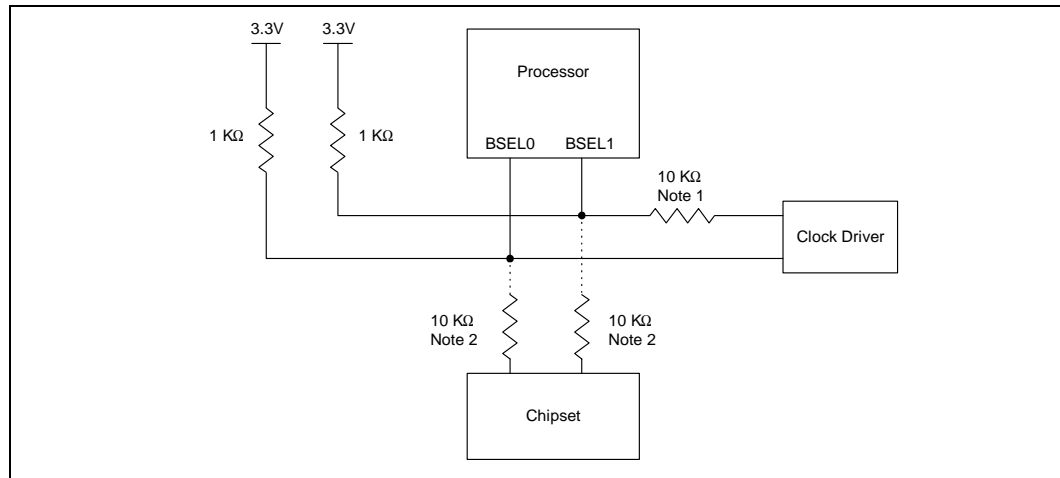 3.3V
3.3V
Processor
1 KΩ
1 KΩ
BSEL0
BSEL1
10 KΩ
Note 1
Clock Driver
10 KΩ
Note 2
10 KΩ
Note 2
Chipset